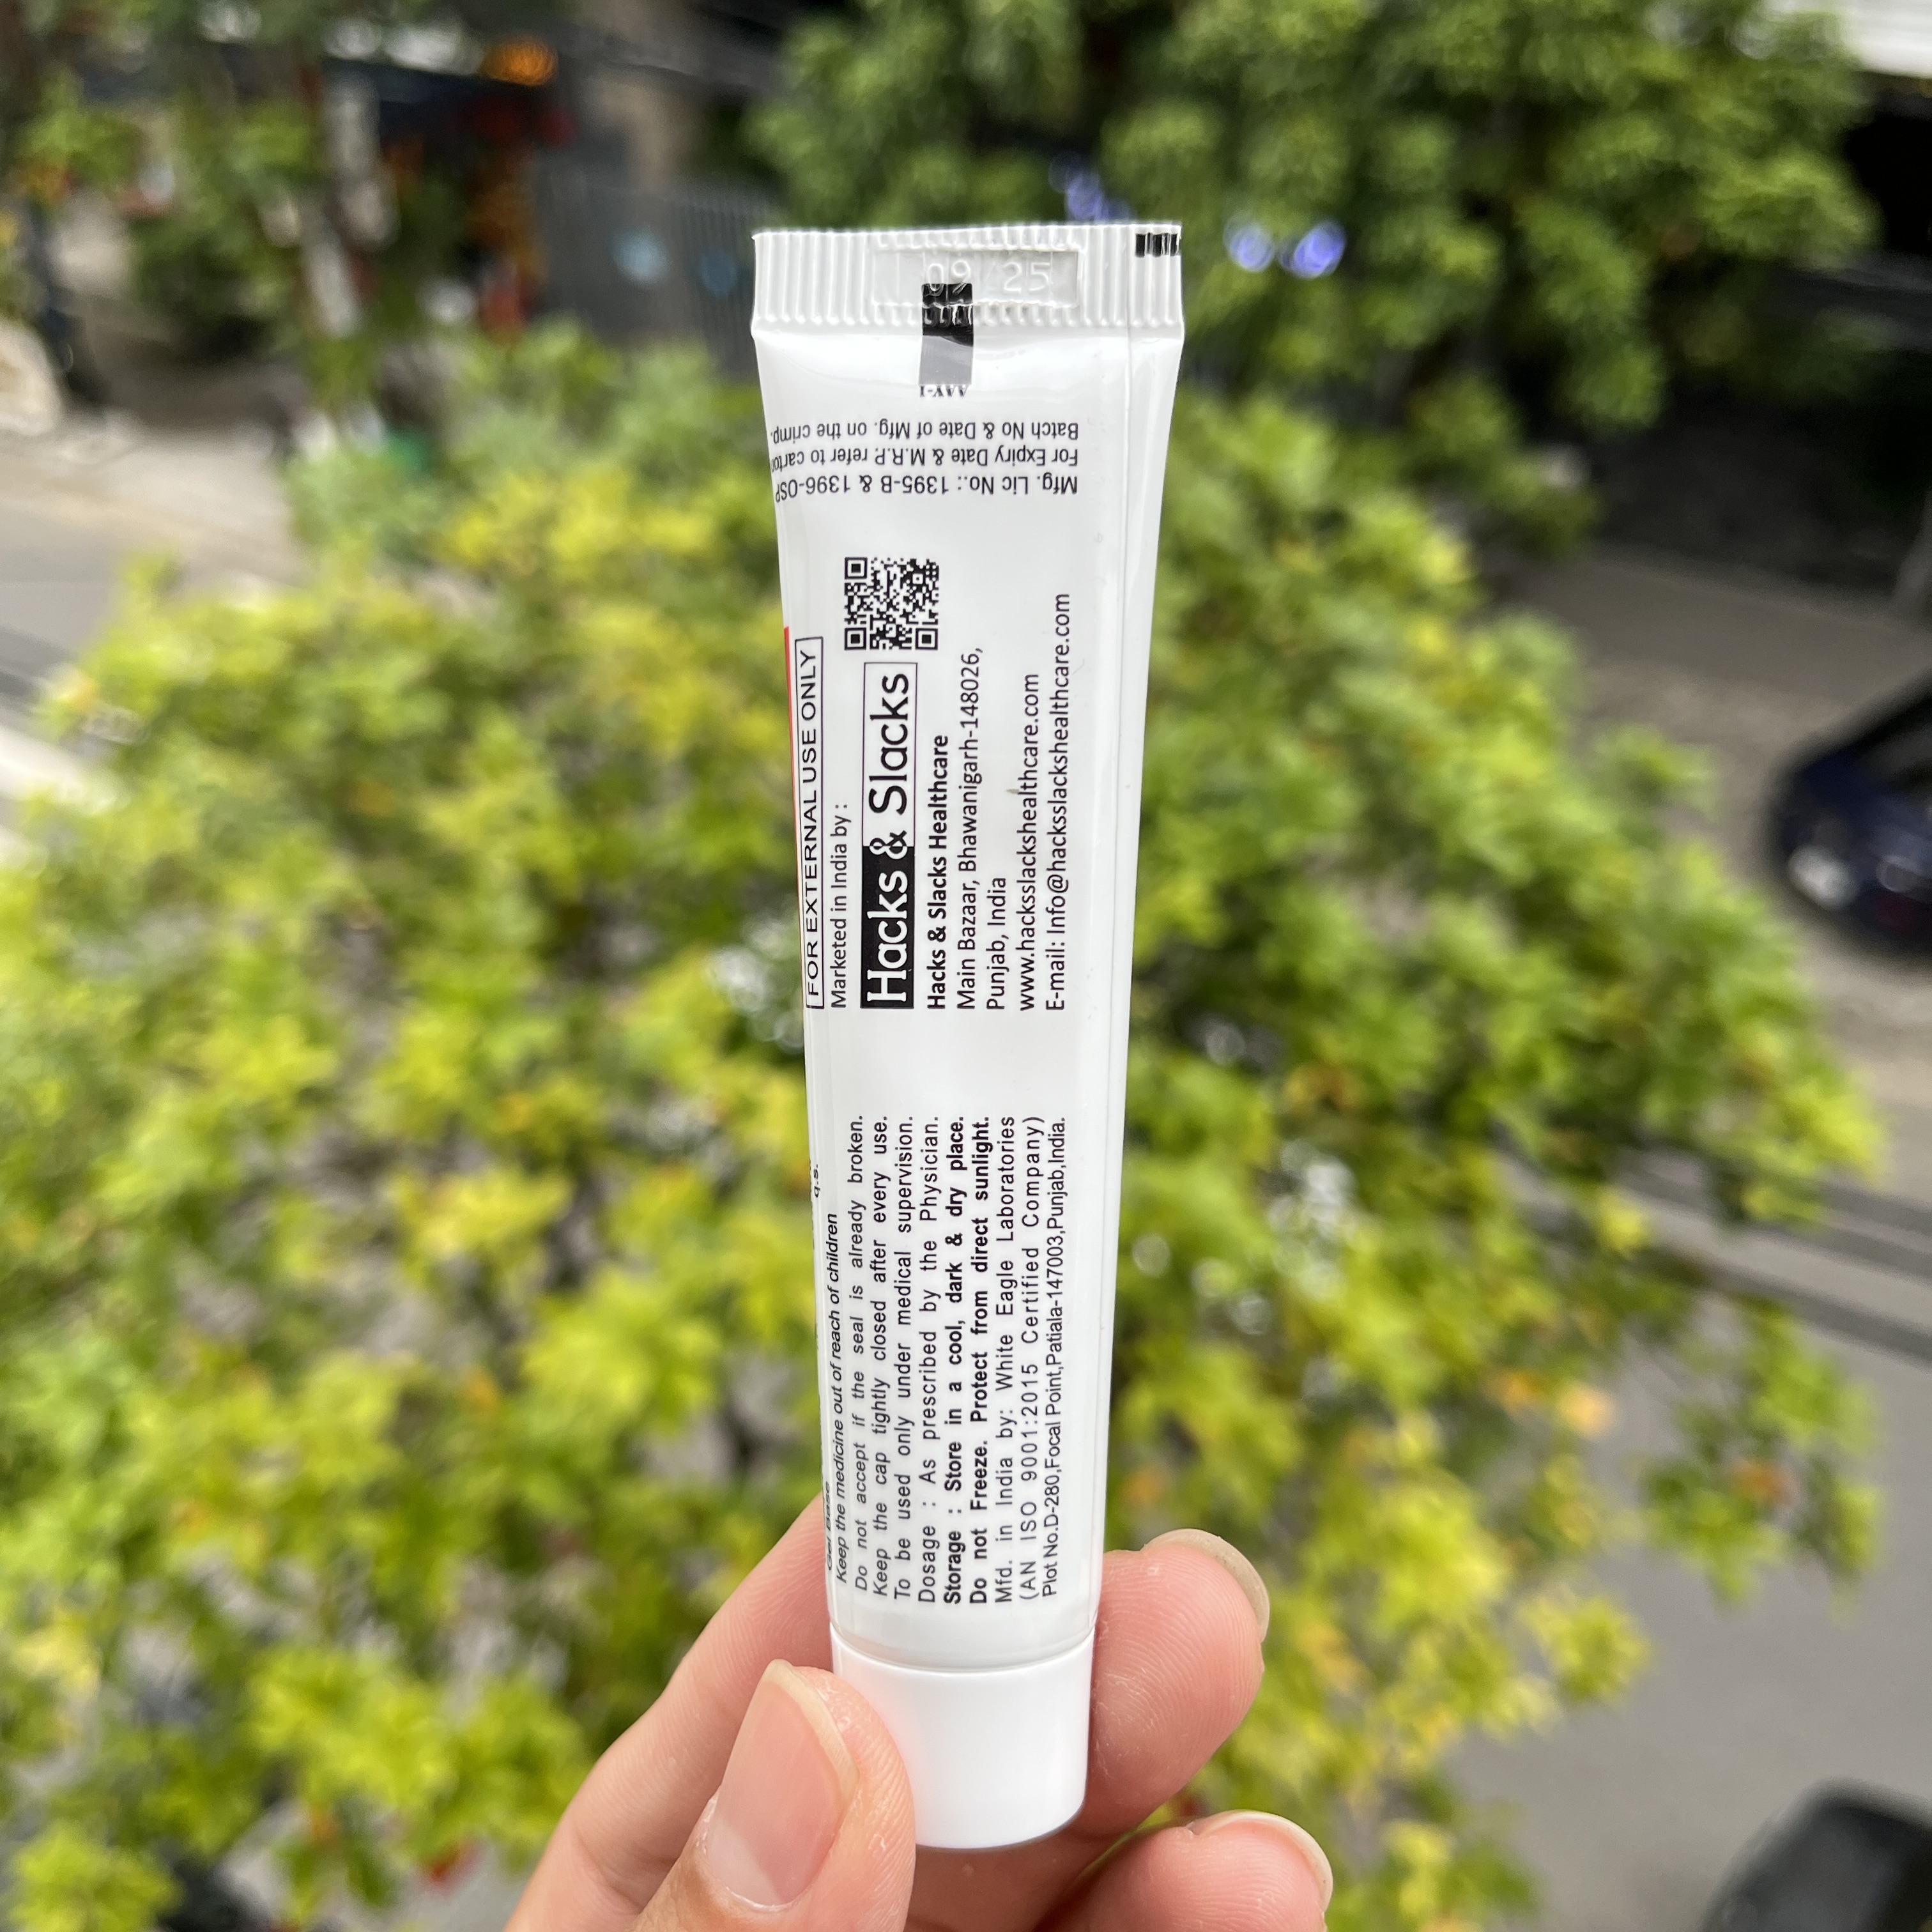 09/25
Batch No & Date of Mfg. on the crimp.
For Expiry Date & M.R.P. refer to carton
Mfg. Lic No.: 1395-B & 1396-OSP
FOR EXTERNAL USE ONLY
Marketed in India by :
Hacks & Slacks
Hacks & Slacks Healthcare
Main Bazaar, Bhawanigarh-148026,
Punjab, India
www.hacksslackshealthcare.com
E-mail: Info@hacksslackshealthcare.com
Gel Base q.s.
Keep the medicine out of reach of children
Do not accept if the seal is already broken.
Keep the cap tightly closed after every use.
To be used only under medical supervision.
Dosage : As prescribed by the Physician.
Storage : Store in a cool, dark & dry place.
Do not Freeze. Protect from direct sunlight.
Mfd. in India by: White Eagle Laboratories
(AN ISO 9001:2015 Certified Company)
Plot No.D-280,Focal Point,Patiala-147003,Punjab,India.